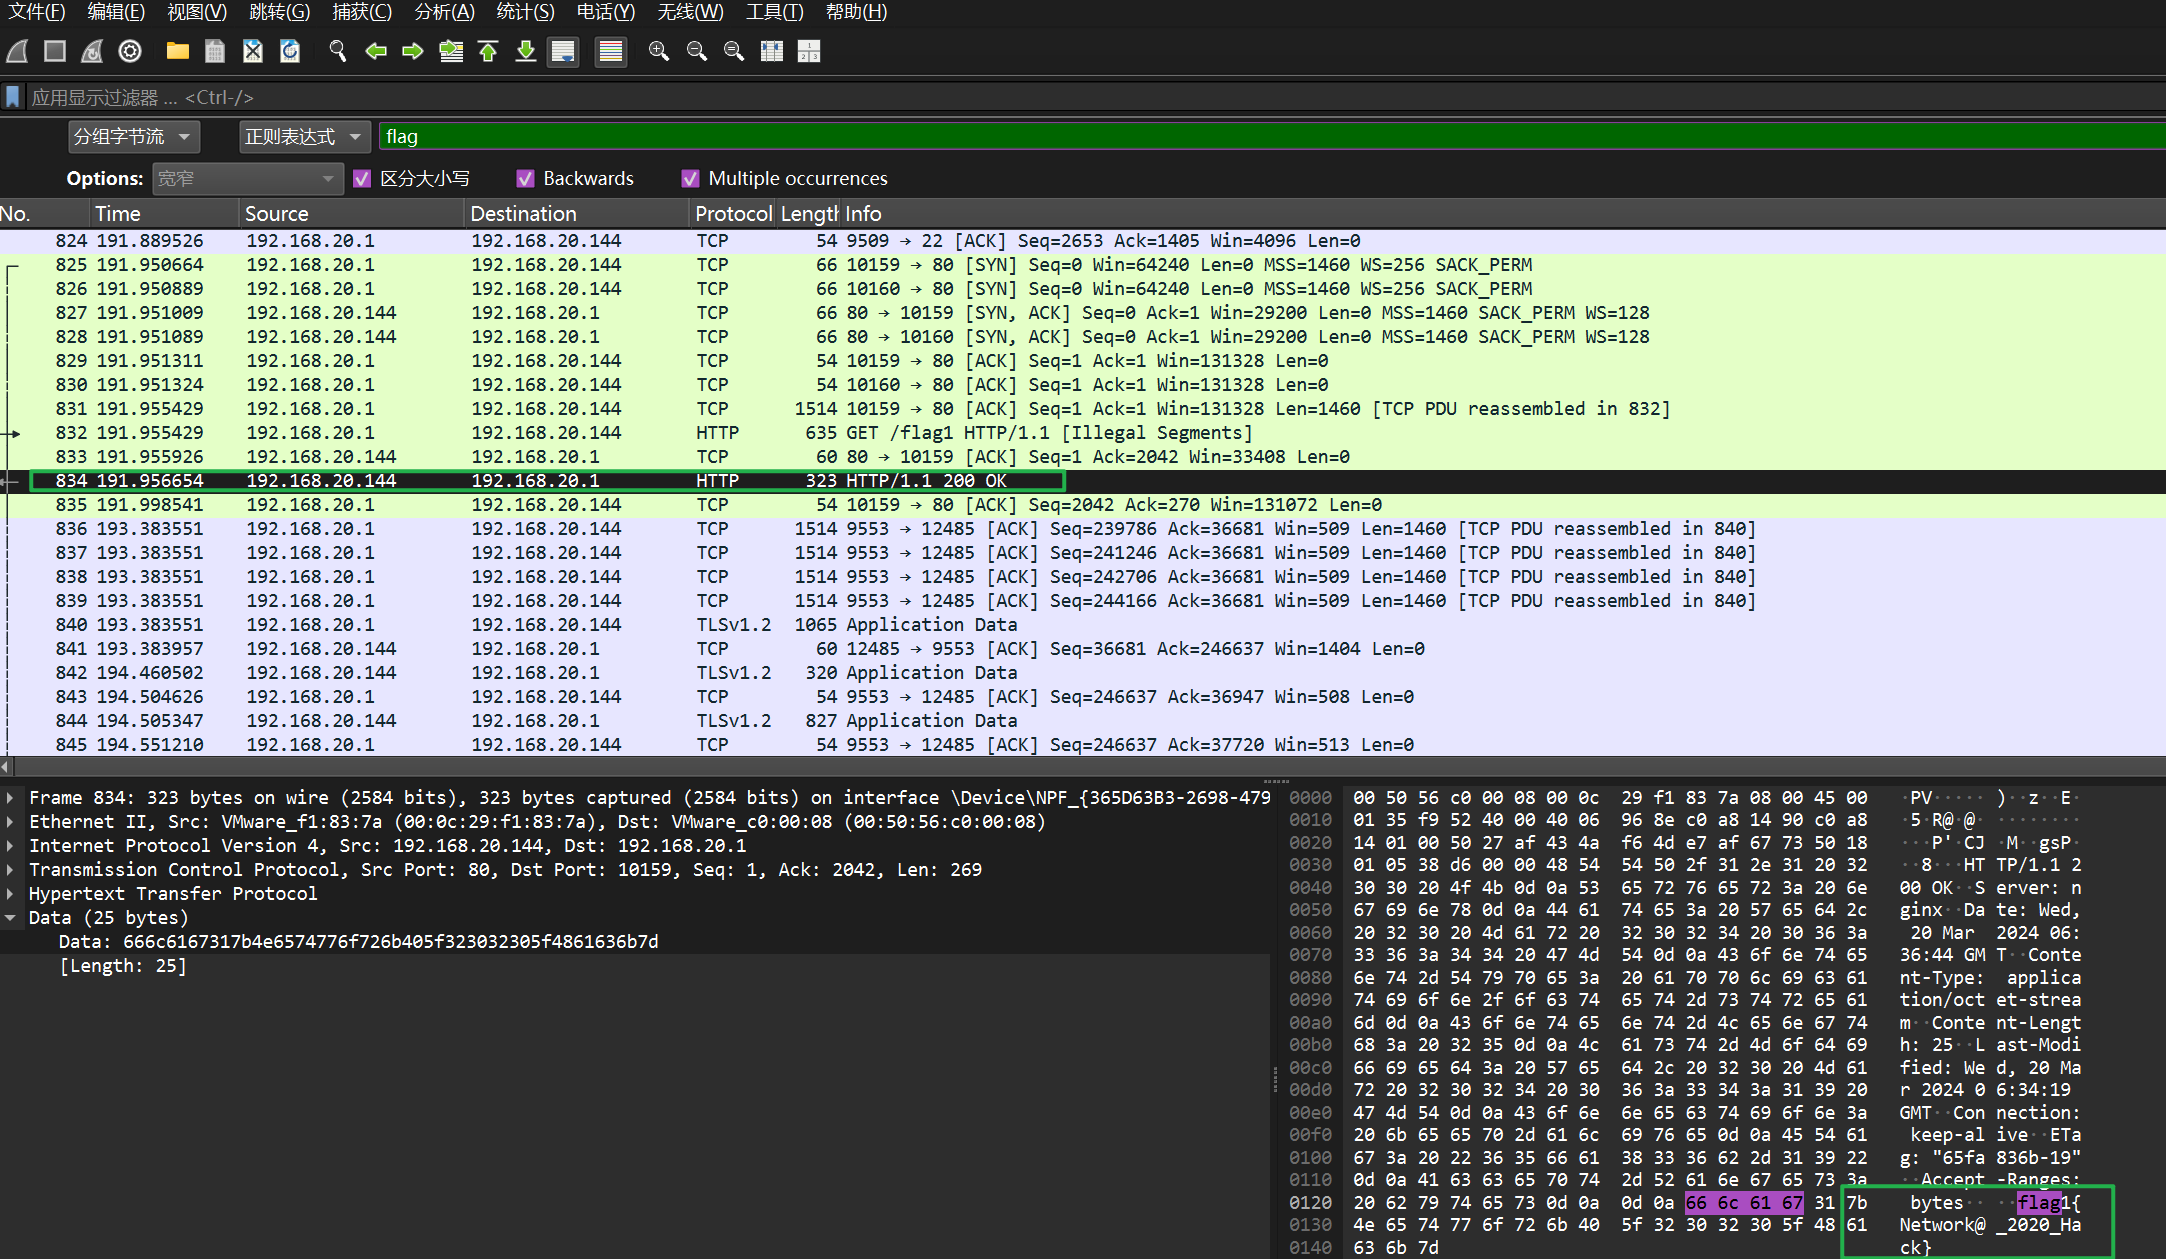 文件(F) 编辑(E) 视图(V) 跳转(G) 捕获(C) 分析(A) 统计(S) 电话(Y) 无线(W) 工具(T) 帮助(H)
应用显示过滤器 … <Ctrl-/>
分组字节流 正则表达式 flag
Options: 宽窄 区分大小写 Backwards Multiple occurrences
No. Time Source Destination Protocol Length Info
824 191.889526 192.168.20.1 192.168.20.144 TCP 54 9509 → 22 [ACK] Seq=2653 Ack=1405 Win=4096 Len=0
825 191.950664 192.168.20.1 192.168.20.144 TCP 66 10159 → 80 [SYN] Seq=0 Win=64240 Len=0 MSS=1460 WS=256 SACK_PERM
826 191.950889 192.168.20.1 192.168.20.144 TCP 66 10160 → 80 [SYN] Seq=0 Win=64240 Len=0 MSS=1460 WS=256 SACK_PERM
827 191.951009 192.168.20.144 192.168.20.1 TCP 66 80 → 10159 [SYN, ACK] Seq=0 Ack=1 Win=29200 Len=0 MSS=1460 SACK_PERM WS=128
828 191.951089 192.168.20.144 192.168.20.1 TCP 66 80 → 10160 [SYN, ACK] Seq=0 Ack=1 Win=29200 Len=0 MSS=1460 SACK_PERM WS=128
829 191.951311 192.168.20.1 192.168.20.144 TCP 54 10159 → 80 [ACK] Seq=1 Ack=1 Win=131328 Len=0
830 191.951324 192.168.20.1 192.168.20.144 TCP 54 10160 → 80 [ACK] Seq=1 Ack=1 Win=131328 Len=0
831 191.955429 192.168.20.1 192.168.20.144 TCP 1514 10159 → 80 [ACK] Seq=1 Ack=1 Win=131328 Len=1460 [TCP PDU reassembled in 832]
832 191.955429 192.168.20.1 192.168.20.144 HTTP 635 GET /flag1 HTTP/1.1 [Illegal Segments]
833 191.955926 192.168.20.144 192.168.20.1 TCP 60 80 → 10159 [ACK] Seq=1 Ack=2042 Win=33408 Len=0
834 191.956654 192.168.20.144 192.168.20.1 HTTP 323 HTTP/1.1 200 OK
835 191.998541 192.168.20.1 192.168.20.144 TCP 54 10159 → 80 [ACK] Seq=2042 Ack=270 Win=131072 Len=0
836 193.383551 192.168.20.1 192.168.20.144 TCP 1514 9553 → 12485 [ACK] Seq=239786 Ack=36681 Win=509 Len=1460 [TCP PDU reassembled in 840]
837 193.383551 192.168.20.1 192.168.20.144 TCP 1514 9553 → 12485 [ACK] Seq=241246 Ack=36681 Win=509 Len=1460 [TCP PDU reassembled in 840]
838 193.383551 192.168.20.1 192.168.20.144 TCP 1514 9553 → 12485 [ACK] Seq=242706 Ack=36681 Win=509 Len=1460 [TCP PDU reassembled in 840]
839 193.383551 192.168.20.1 192.168.20.144 TCP 1514 9553 → 12485 [ACK] Seq=244166 Ack=36681 Win=509 Len=1460 [TCP PDU reassembled in 840]
840 193.383551 192.168.20.1 192.168.20.144 TLSv1.2 1065 Application Data
841 193.383957 192.168.20.144 192.168.20.1 TCP 60 12485 → 9553 [ACK] Seq=36681 Ack=246637 Win=1404 Len=0
842 194.460502 192.168.20.144 192.168.20.1 TLSv1.2 320 Application Data
843 194.504626 192.168.20.1 192.168.20.144 TCP 54 9553 → 12485 [ACK] Seq=246637 Ack=36947 Win=508 Len=0
844 194.505347 192.168.20.144 192.168.20.1 TLSv1.2 827 Application Data
845 194.551210 192.168.20.1 192.168.20.144 TCP 54 9553 → 12485 [ACK] Seq=246637 Ack=37720 Win=513 Len=0
Frame 834: 323 bytes on wire (2584 bits), 323 bytes captured (2584 bits) on interface \Device\NPF_{365D63B3-2698-479
Ethernet II, Src: VMware_f1:83:7a (00:0c:29:f1:83:7a), Dst: VMware_c0:00:08 (00:50:56:c0:00:08)
Internet Protocol Version 4, Src: 192.168.20.144, Dst: 192.168.20.1
Transmission Control Protocol, Src Port: 80, Dst Port: 10159, Seq: 1, Ack: 2042, Len: 269
Hypertext Transfer Protocol
Data (25 bytes)
Data: 666c6167317b4e6574776f726b405f323032305f4861636b7d
[Length: 25]
0000 00 50 56 c0 00 08 00 0c 29 f1 83 7a 08 00 45 00 ·PV····· )··z··E·
0010 01 35 f9 52 40 00 40 06 96 8e c0 a8 14 90 c0 a8 ·5·R@·@· ········
0020 14 01 00 50 27 af 43 4a f6 4d e7 af 67 73 50 18 ···P'·CJ ·M··gsP·
0030 01 05 38 d6 00 00 48 54 54 50 2f 31 2e 31 20 32 ··8···HT TP/1.1 2
0040 30 30 20 4f 4b 0d 0a 53 65 72 76 65 72 3a 20 6e 00 OK··S erver: n
0050 67 69 6e 78 0d 0a 44 61 74 65 3a 20 57 65 64 2c ginx··Da te: Wed,
0060 20 32 30 20 4d 61 72 20 32 30 32 34 20 30 36 3a 20 Mar 2024 06:
0070 33 36 3a 34 34 20 47 4d 54 0d 0a 43 6f 6e 74 65 36:44 GM T··Conte
0080 6e 74 2d 54 79 70 65 3a 20 61 70 70 6c 69 63 61 nt-Type: applica
0090 74 69 6f 6e 2f 6f 63 74 65 74 2d 73 74 72 65 61 tion/oct et-strea
00a0 6d 0d 0a 43 6f 6e 74 65 6e 74 2d 4c 65 6e 67 74 m··Conte nt-Lengt
00b0 68 3a 20 32 35 0d 0a 4c 61 73 74 2d 4d 6f 64 69 h: 25··L ast-Modi
00c0 66 69 65 64 3a 20 57 65 64 2c 20 32 30 20 4d 61 fied: We d, 20 Ma
00d0 72 20 32 30 32 34 20 30 36 3a 33 34 3a 31 39 20 r 2024 0 6:34:19
00e0 47 4d 54 0d 0a 43 6f 6e 6e 65 63 74 69 6f 6e 3a GMT··Con nection:
00f0 20 6b 65 65 70 2d 61 6c 69 76 65 0d 0a 45 54 61 keep-al ive··ETa
0100 67 3a 20 22 36 35 66 61 38 33 36 62 2d 31 39 22 g: "65fa 836b-19"
0110 0d 0a 41 63 63 65 70 74 2d 52 61 6e 67 65 73 3a ··Accept -Ranges:
0120 20 62 79 74 65 73 0d 0a 0d 0a 66 6c 61 67 31 7b bytes·· ··flag1{
0130 4e 65 74 77 6f 72 6b 40 5f 32 30 32 30 5f 48 61 Network@ _2020_Ha
0140 63 6b 7d ck}